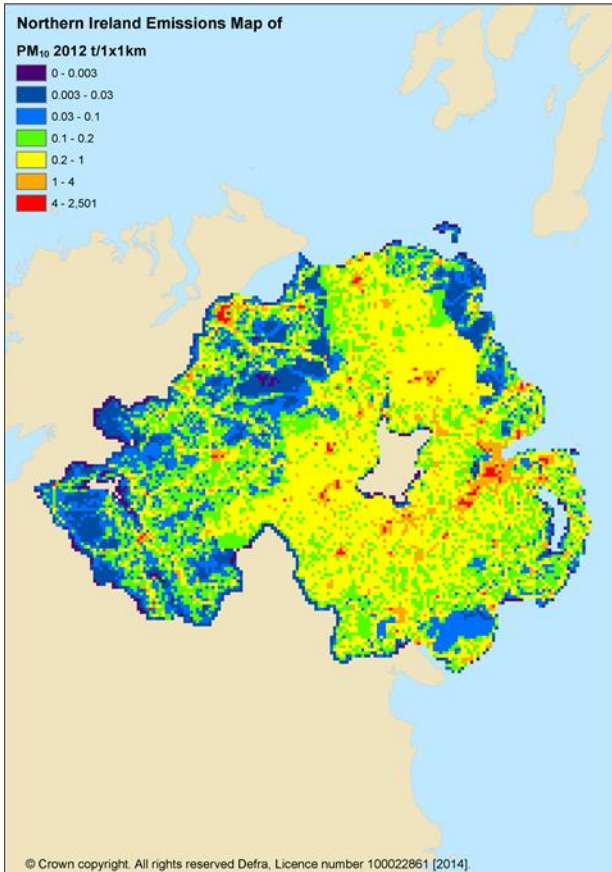 Northern Ireland Emissions Map of
PM₁₀ 2012 t/1x1km
0 - 0.003
0.003 - 0.03
0.03 - 0.1
0.1 - 0.2
0.2 - 1
1 - 4
4 - 2,501
© Crown copyright. All rights reserved Defra, Licence number 100022861 [2014].